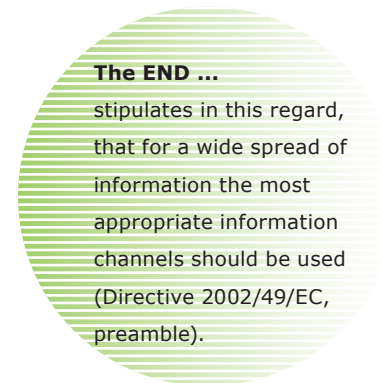 The END ...
stipulates in this regard,
that for a wide spread of
information the most
appropriate information
channels should be used
(Directive 2002/49/EC,
preamble).